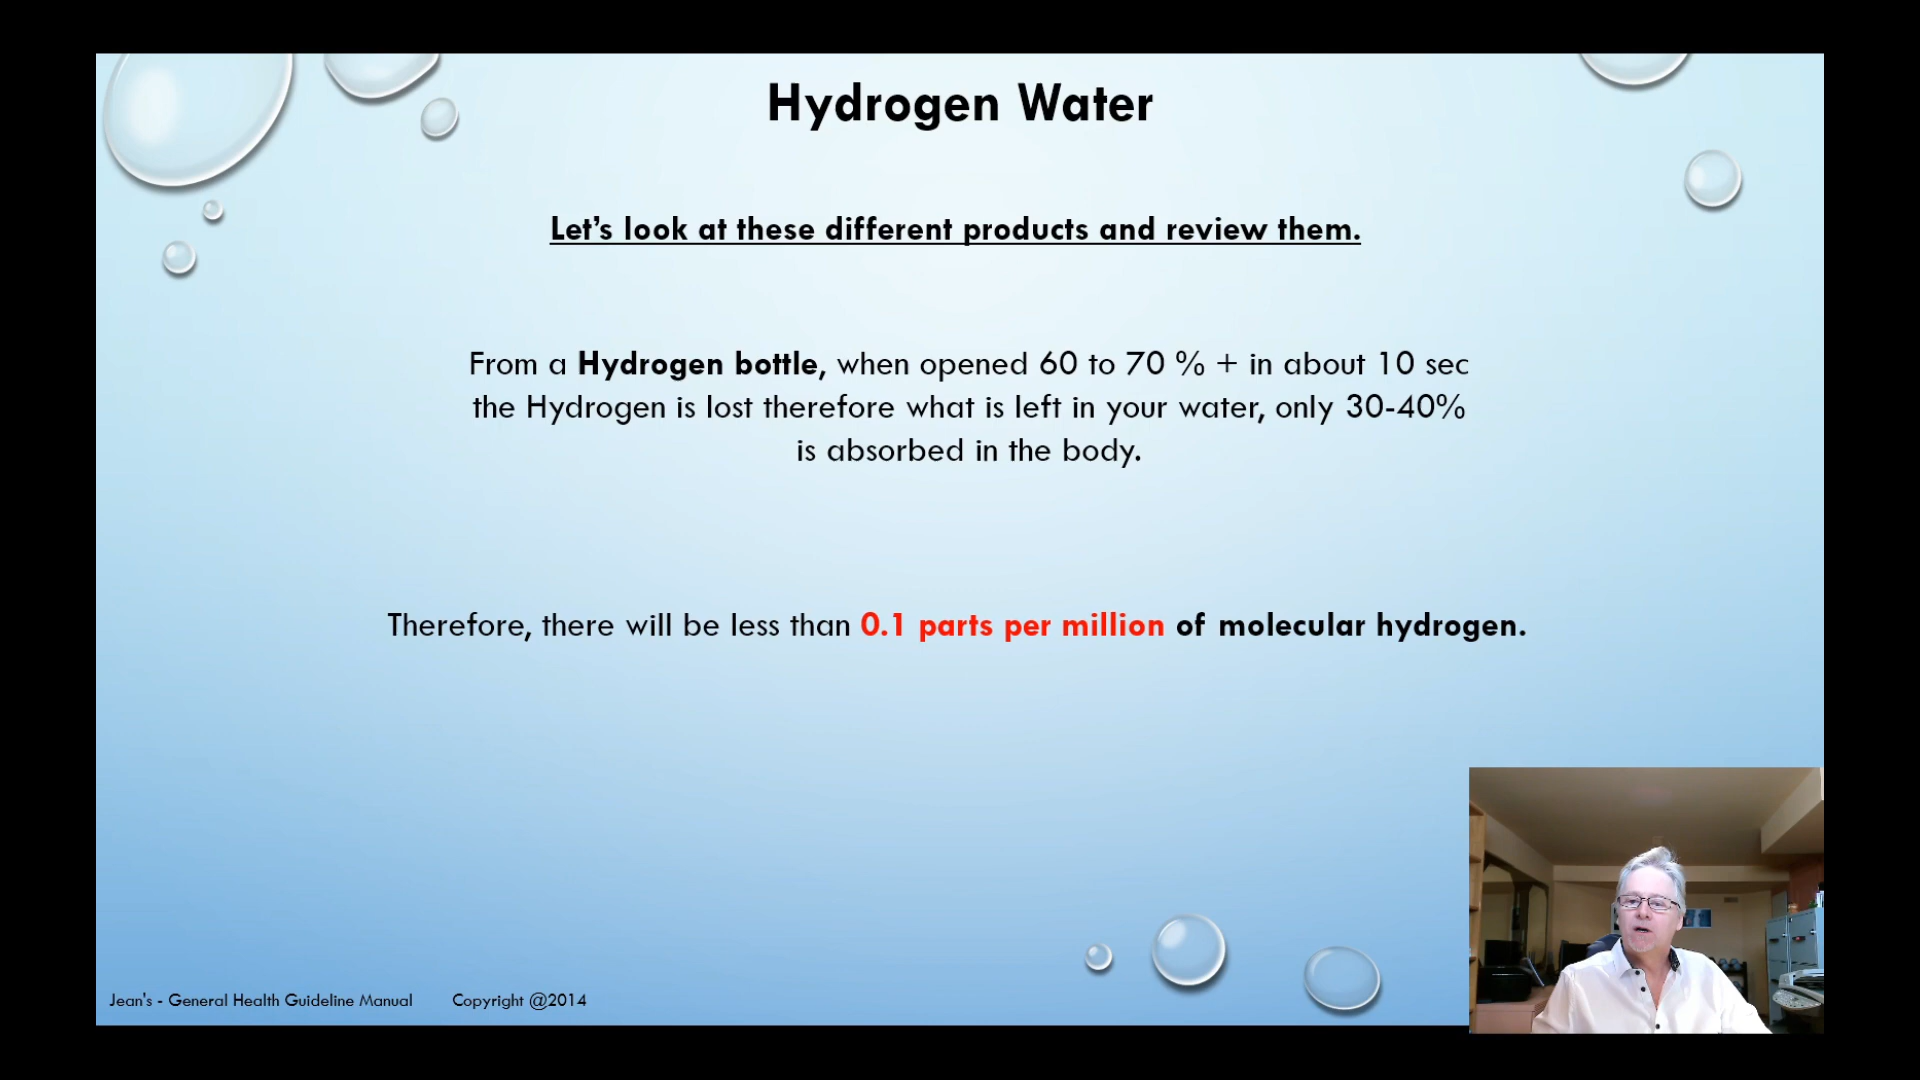 Hydrogen Water
Let's look at these different products and review them.
From a Hydrogen bottle, when opened 60 to 70 % + in about 10 sec
the Hydrogen is lost therefore what is left in your water, only 30-40%
is absorbed in the body.
Therefore, there will be less than 0.1 parts per million of molecular hydrogen.
Jean's - General Health Guideline Manual Copyright @2014